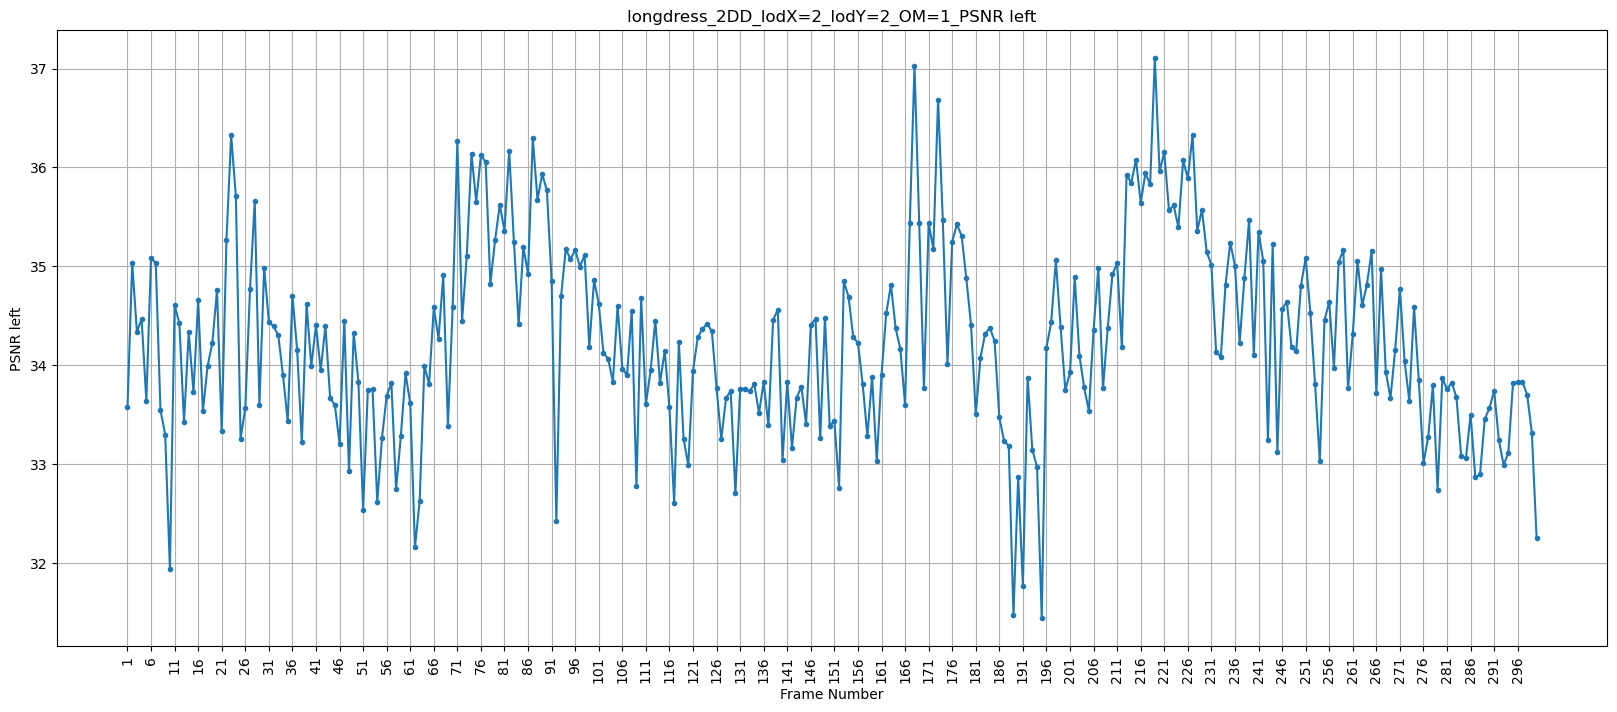 longdress_2DD_lodX=2_lodY=2_OM=1_PSNR left
PSNR left
37
36
35
34
33
32
1 6 11 16 21 26 31 36 41 46 51 56 61 66 71 76 81 86 91 96 101 106 111 116 121 126 131 136 141 146 151 156 161 166 171 176 181 186 191 196 201 206 211 216 221 226 231 236 241 246 251 256 261 266 271 276 281 286 291 296
Frame Number